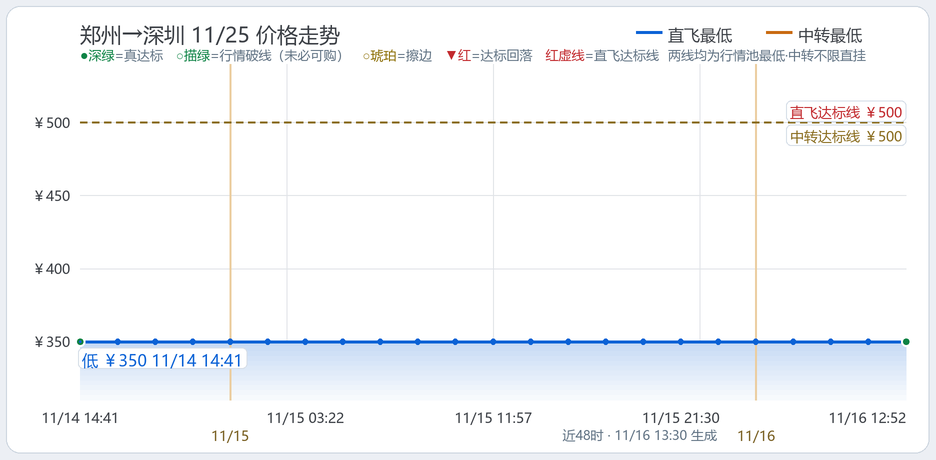 郑州→深圳 11/25 价格走势
直飞最低 中转最低
●深绿=真达标 ○描绿=行情破线（未必可购） ○琥珀=擦边 ▼红=达标回落 红虚线=直飞达标线 两线均为行情池最低·中转不限直挂
直飞达标线 ¥500
¥500
中转达标线 ¥500
¥450
¥400
¥350
低 ¥350 11/14 14:41
11/14 14:41 11/15 03:22 11/15 11:57 11/15 21:30 11/16 12:52
11/15 近48时 · 11/16 13:30 生成 11/16